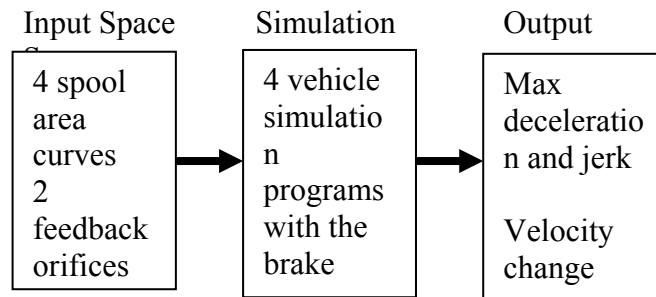 Input Space
4 spool
area
curves
2
feedback
orifices
Simulation
4 vehicle
simulatio
n
programs
with the
brake
Output
Max
deceleratio
n and jerk
Velocity
change